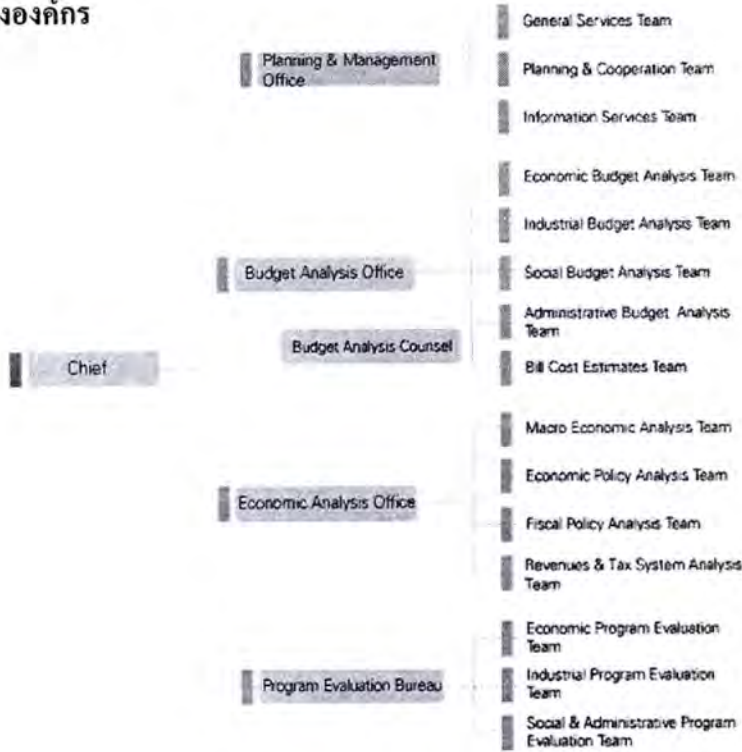 งองค์กร
General Services Team
Planning & Management
Office
Planning & Cooperation Team
Information Services Team
Economic Budget Analysis Team
Industrial Budget Analysis Team
Budget Analysis Office
Social Budget Analysis Team
Administrative Budget Analysis
Team
Budget Analysis Counsel
Bill Cost Estimates Team
Chief
Macro Economic Analysis Team
Economic Policy Analysis Team
Economic Analysis Office
Fiscal Policy Analysis Team
Revenues & Tax System Analysis
Team
Economic Program Evaluation
Team
Program Evaluation Bureau
Industrial Program Evaluation
Team
Social & Administrative Program
Evaluation Team